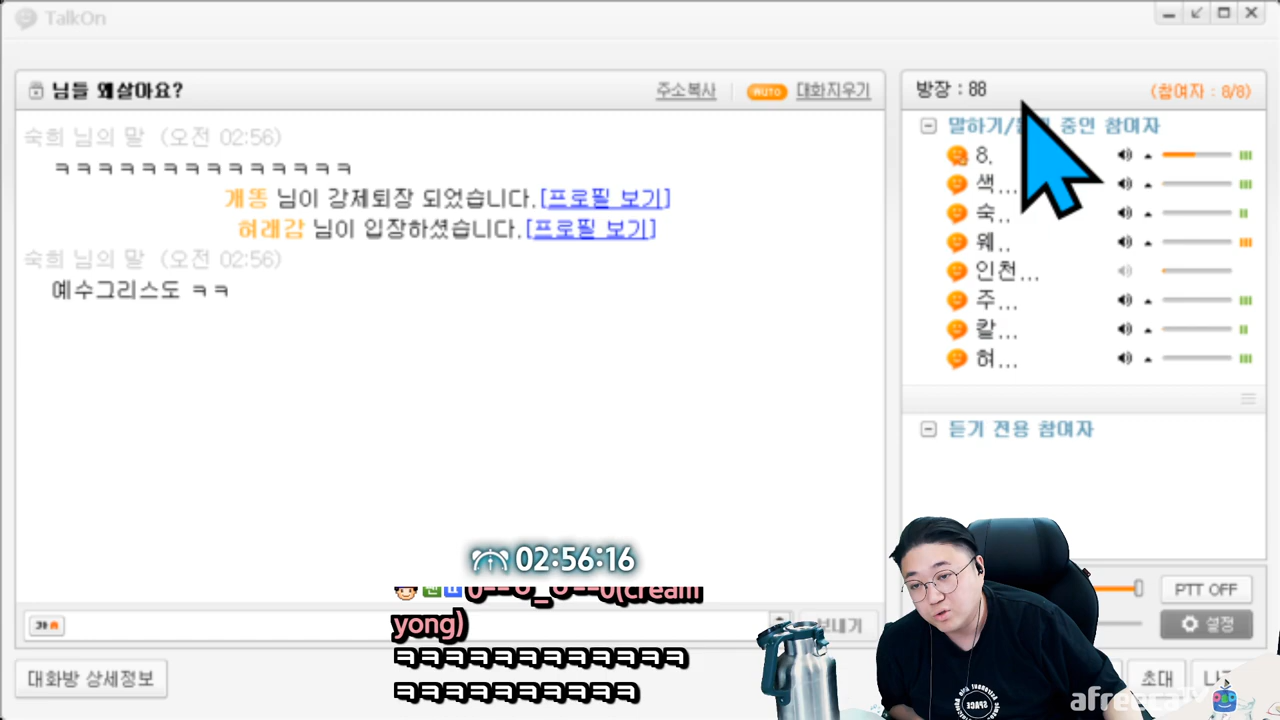 TalkOn
님들 왜살아요?
주소복사
AUTO
대화지우기
숙희 님의 말 (오전 02:56)
ㅋㅋㅋㅋㅋㅋㅋㅋㅋㅋㅋㅋㅋㅋ
개똥 님이 강제퇴장 되었습니다.[프로필 보기]
혀레감 님이 입장하셨습니다.[프로필 보기]
숙희 님의 말 (오전 02:56)
예수그리스도 ㅋㅋ
방장 : 88
(참여자 : 8/8)
말하기/ 중인 참여자
8.
색...
숙..
웨..
인천...
주...
칼...
혀...
듣기 전용 참여자
02:56:16
(cream
yong)
ㅋㅋㅋㅋㅋㅋㅋㅋㅋㅋㅋㅋ
ㅋㅋㅋㅋㅋㅋㅋㅋㅋㅋ
보내기
PTT OFF
설정
대화방 상세정보
초대
SPACE
afreeca